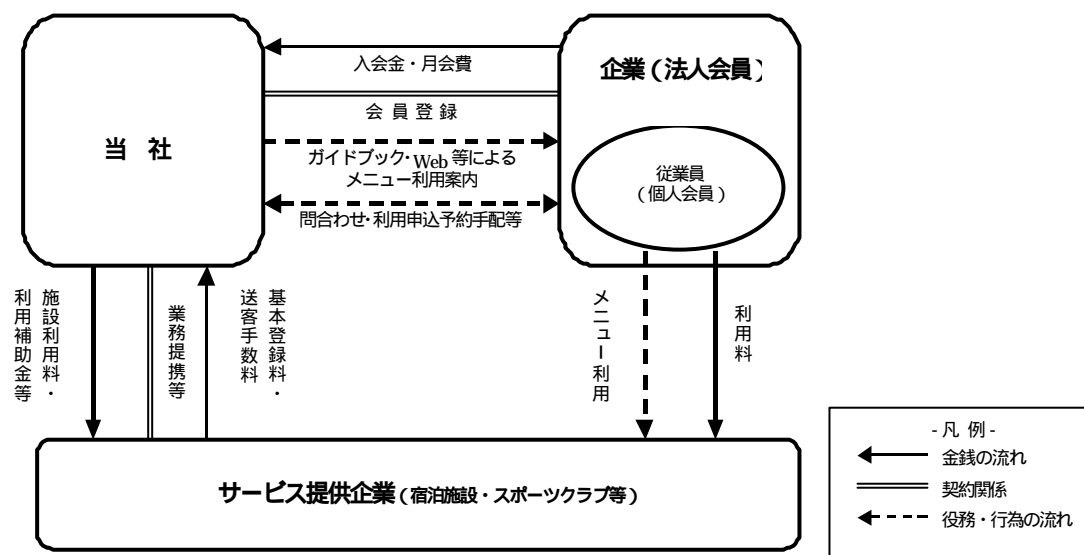 入会金・月会費
企業（法人会員）
会員登録
当 社
ガイドブック・Web 等による
メニュー利用案内
従業員
（個人会員）
問合わせ・利用申込予約手配等
施設利用料・
利用補助金等
業務提携等
基本登録料・
送客手数料
メニュー利用
利用料
サービス提供企業（宿泊施設・スポーツクラブ等）
- 凡 例 -
金銭の流れ
契約関係
役務・行為の流れ